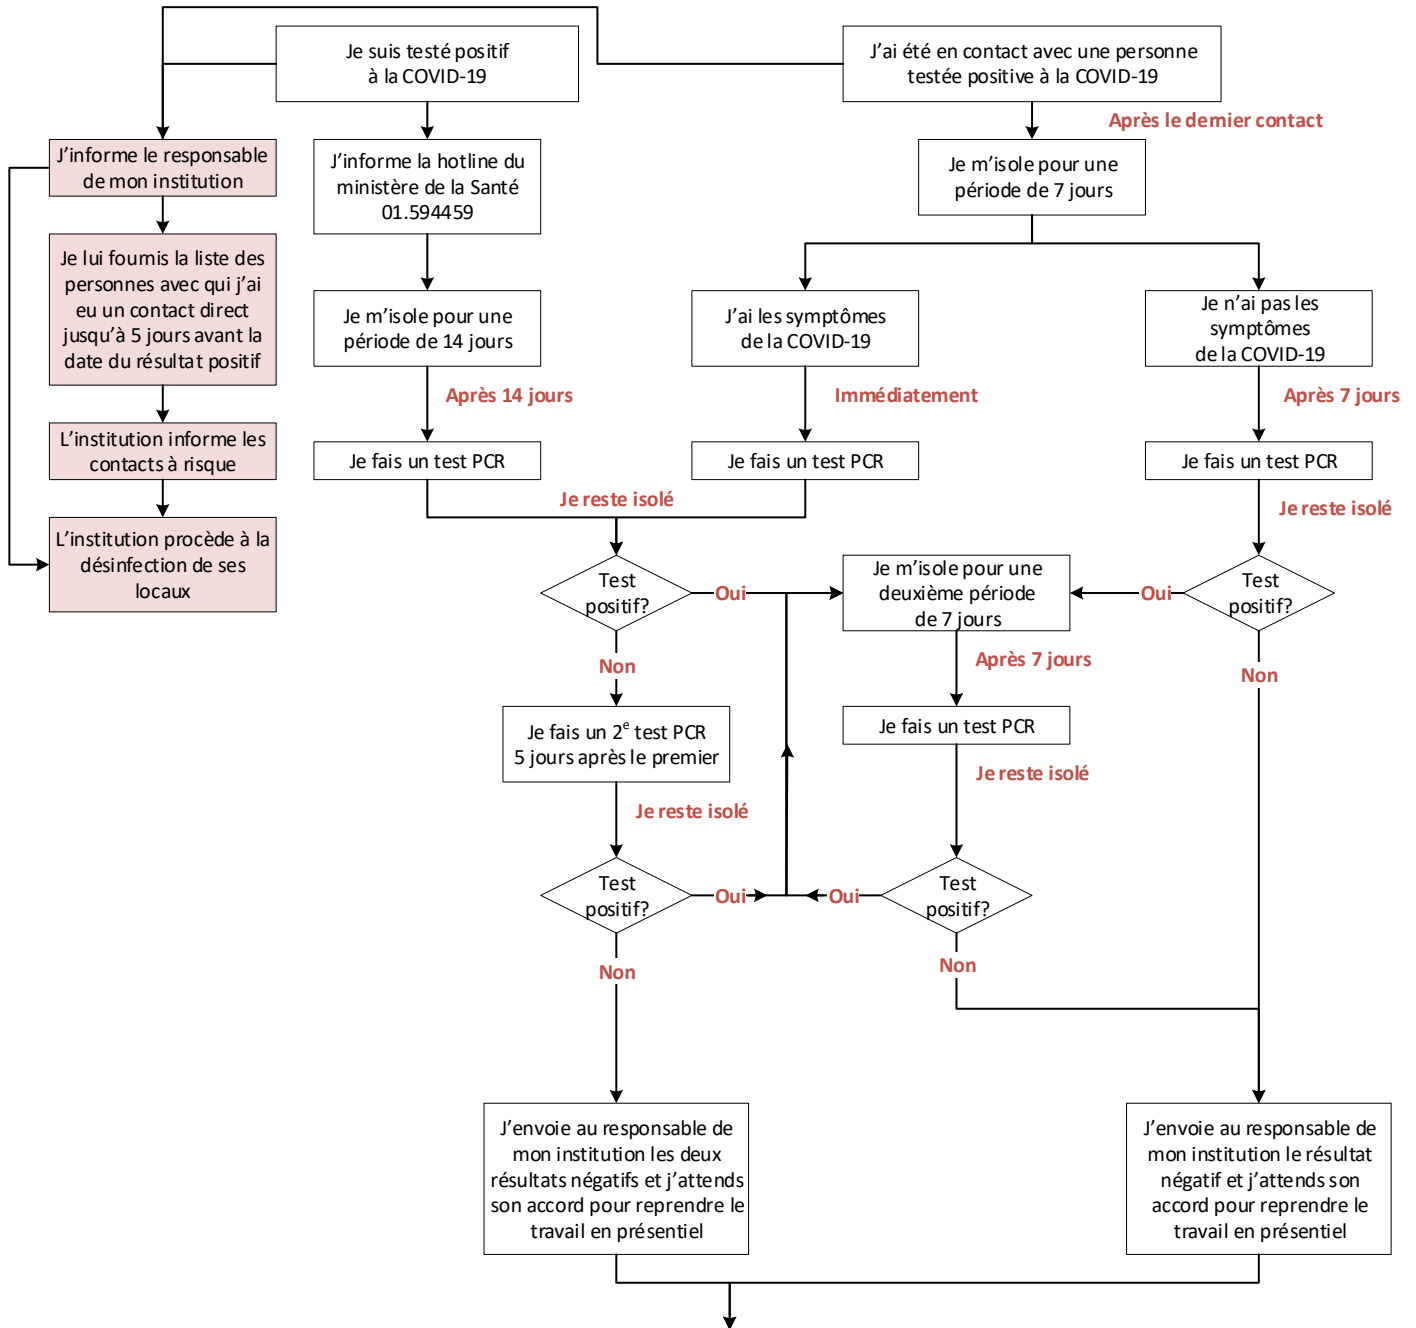 Je suis testé positif
à la COVID-19
J'ai été en contact avec une personne
testée positive à la COVID-19
Après le dernier contact
J'informe le responsable
de mon institution
J'informe la hotline du
ministère de la Santé
01.594459
Je m'isole pour une
période de 7 jours
Je lui fournis la liste des
personnes avec qui j'ai
eu un contact direct
jusqu'à 5 jours avant la
date du résultat positif
Je m'isole pour une
période de 14 jours
J'ai les symptômes
de la COVID-19
Je n'ai pas les
symptômes
de la COVID-19
Après 14 jours
Immédiatement
Après 7 jours
L'institution informe les
contacts à risque
Je fais un test PCR
Je fais un test PCR
Je fais un test PCR
Je reste isolé
Je reste isolé
L'institution procède à la
désinfection de ses
locaux
Test
positif?
Oui
Je m'isole pour une
deuxième période
de 7 jours
Oui
Test
positif?
Non
Après 7 jours
Non
Je fais un 2e test PCR
5 jours après le premier
Je fais un test PCR
Je reste isolé
Je reste isolé
Test
positif?
Oui
Oui
Test
positif?
Non
Non
J'envoie au responsable de
mon institution les deux
résultats négatifs et j'attends
son accord pour reprendre le
travail en présentiel
J'envoie au responsable de
mon institution le résultat
négatif et j'attends son
accord pour reprendre le
travail en présentiel